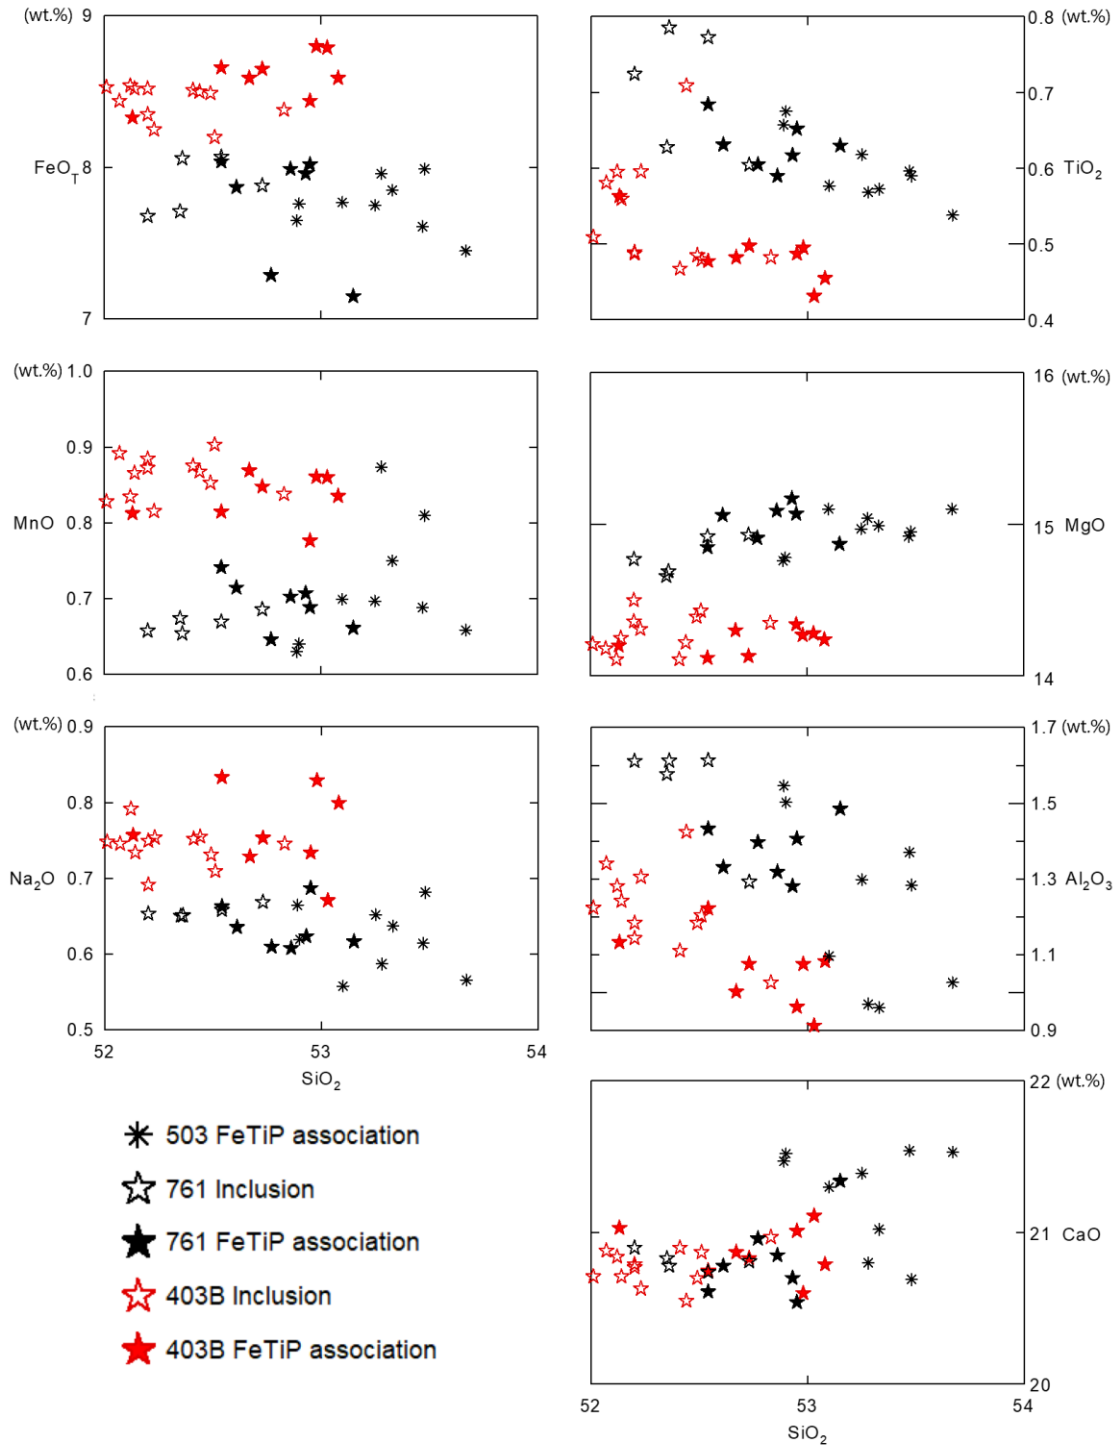 (wt.%) 9
8
7
FeO_T
0.8 (wt.%)
0.7
0.6
0.5
0.4
TiO₂
(wt.%) 1.0
0.9
0.8
0.7
0.6
MnO
16 (wt.%)
15
14
MgO
(wt.%) 0.9
0.8
0.7
0.6
0.5
Na₂O
52 53 54
SiO₂
1.7 (wt.%)
1.5
1.3
1.1
0.9
Al₂O₃
22 (wt.%)
21
20
CaO
52 53 54
SiO₂
503 FeTiP association
761 Inclusion
761 FeTiP association
403B Inclusion
403B FeTiP association